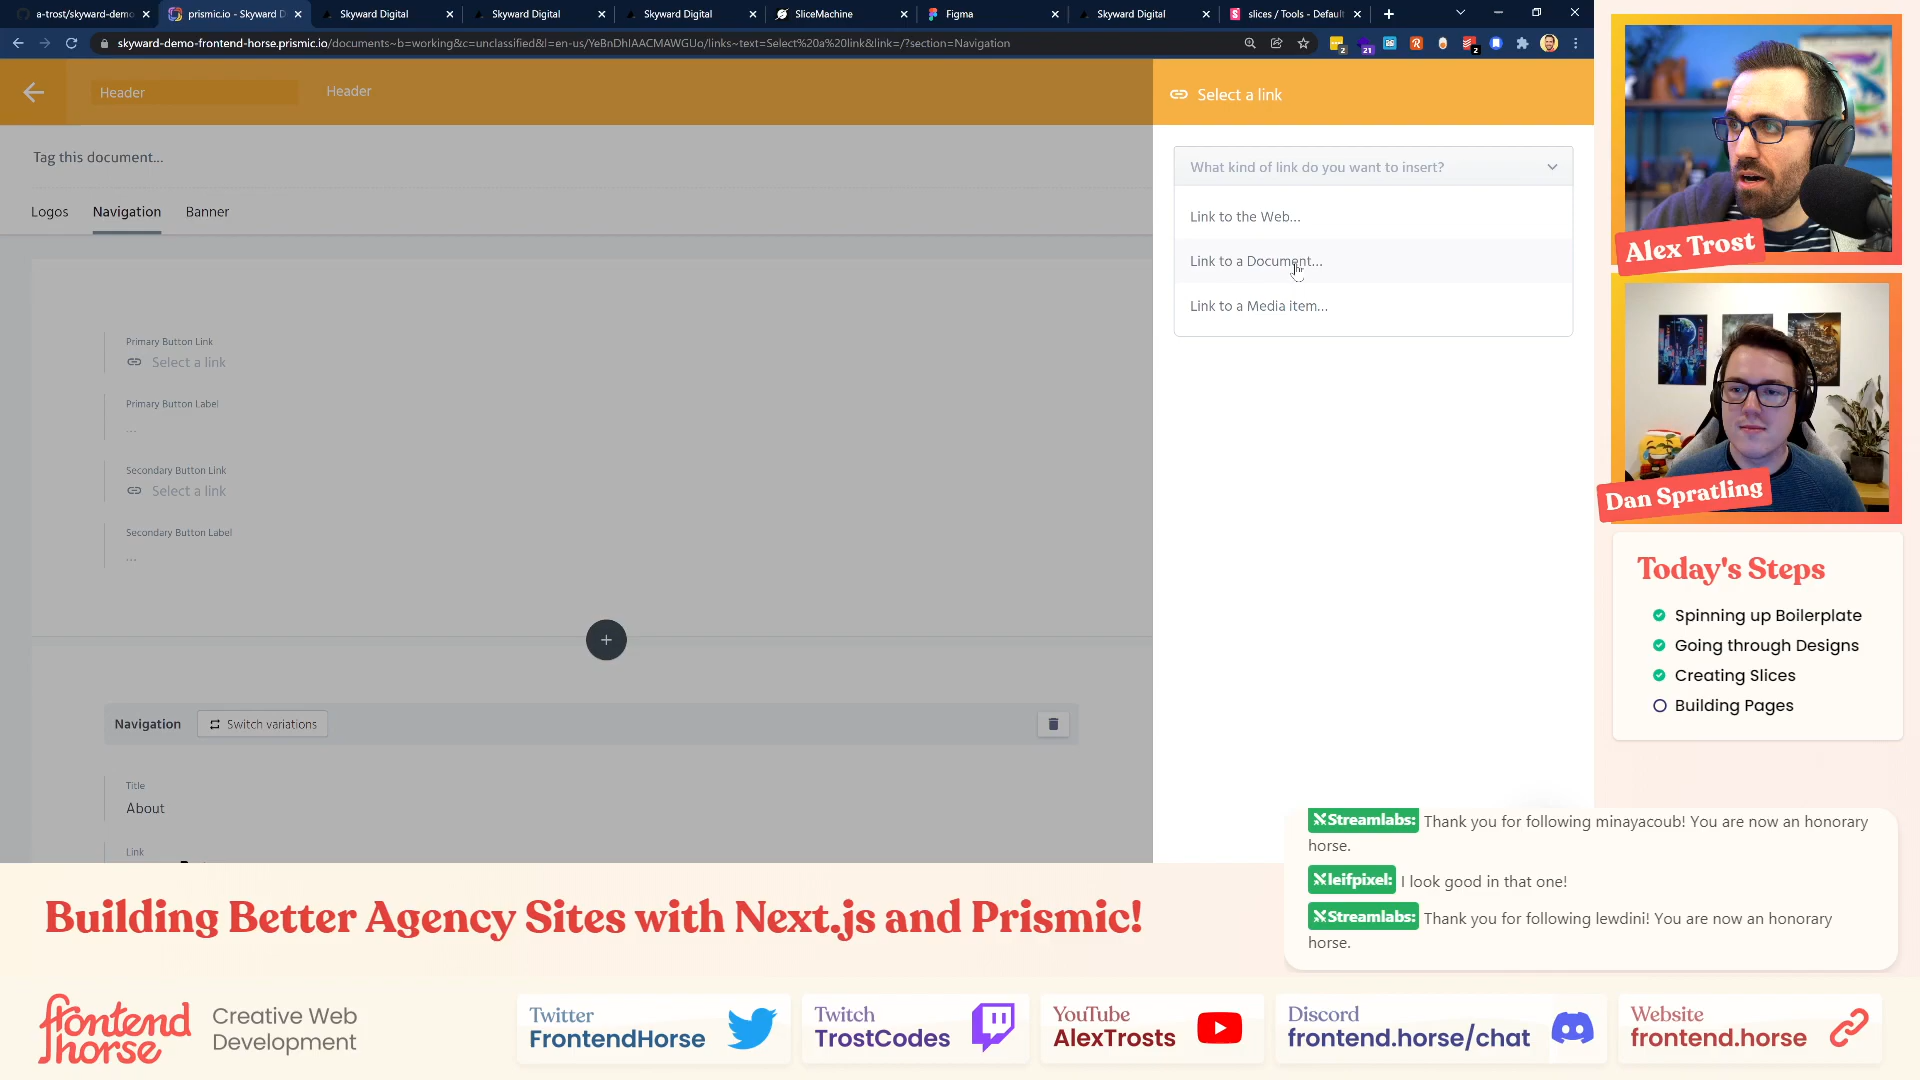 a-trost/skyward-demo
prismic.io - Skyward D
Skyward Digital
Skyward Digital
Skyward Digital
SliceMachine
Figma
Skyward Digital
slices / Tools - Default
skyward-demo-frontend-horse.prismic.io/documents~b=working&c=unclassified&l=en-us/YeBnDhIAACMAWGUo/links~text=Select%20a%20link&link=/?section=Navigation
2
21
2
Header
Header
Select a link
Tag this document...
What kind of link do you want to insert?
Logos
Navigation
Banner
Link to the Web...
Link to a Document...
Link to a Media item...
Primary Button Link
Select a link
Primary Button Label
...
Secondary Button Link
Select a link
Secondary Button Label
...
+
Navigation
Switch variations
Title
About
Link
Alex Trost
Dan Spratling
Today's Steps
Spinning up Boilerplate
Going through Designs
Creating Slices
Building Pages
Streamlabs: Thank you for following minayacoub! You are now an honorary
horse.
leifpixel: I look good in that one!
Streamlabs: Thank you for following lewdini! You are now an honorary
horse.
Building Better Agency Sites with Next.js and Prismic!
frontend
horse
Creative Web
Development
Twitter
FrontendHorse
Twitch
TrostCodes
YouTube
AlexTrosts
Discord
frontend.horse/chat
Website
frontend.horse